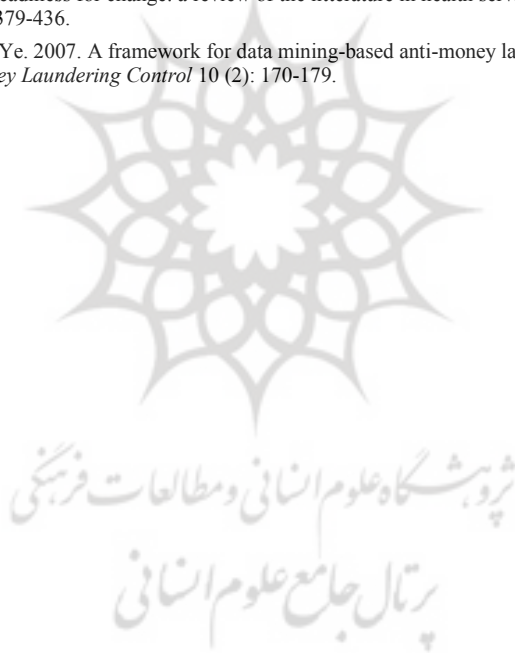 eadiness for change: a review of the literature in health serv
379-436.
Ye. 2007. A framework for data mining-based anti-money la
ey Laundering Control 10 (2): 170-179.
پژوهشگاه علوم انسانی و مطالعات فرهنگی
پرتال جامع علوم انسانی